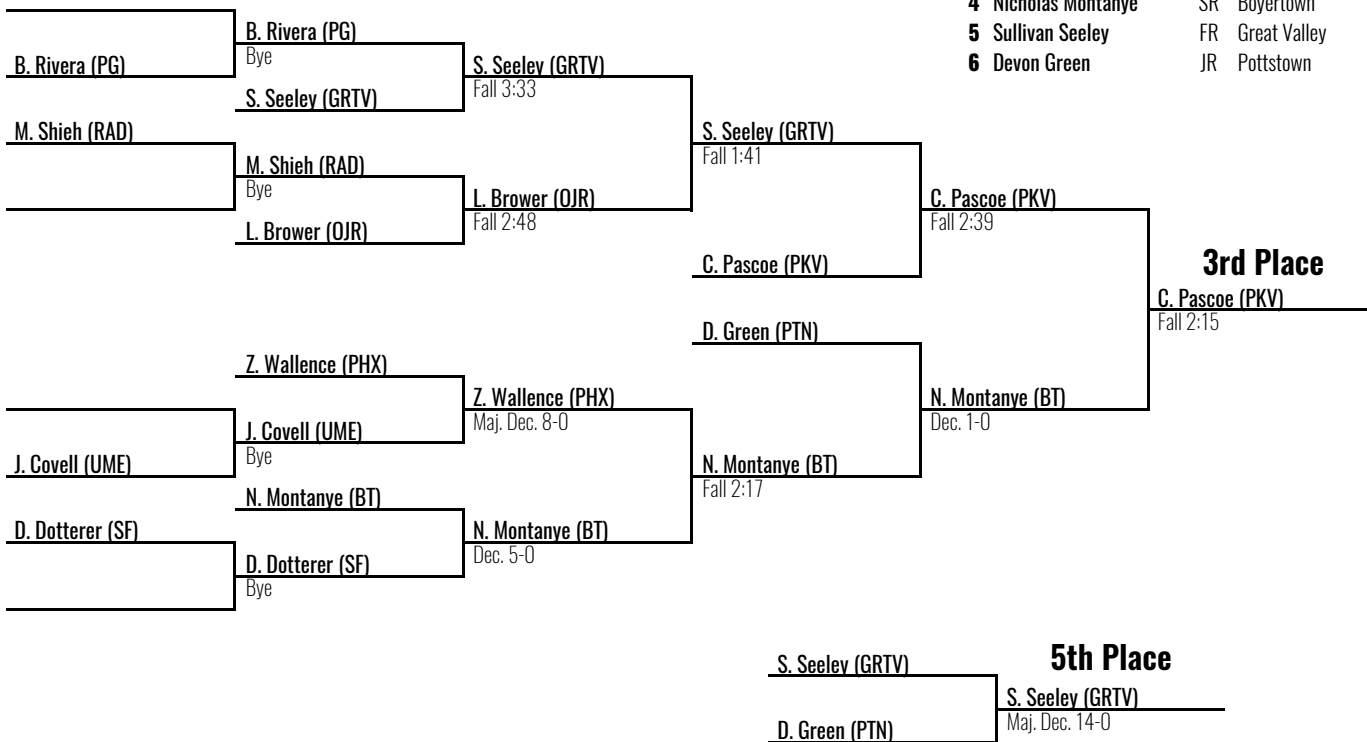 4 Nicholas Montanye SR Boyertown
5 Sullivan Seeley FR Great Valley
6 Devon Green JR Pottstown
B. Rivera (PG)
B. Rivera (PG)
Bye
S. Seeley (GRTV)
S. Seeley (GRTV)
Fall 3:33
M. Shieh (RAD)
M. Shieh (RAD)
Bye
L. Brower (OJR)
L. Brower (OJR)
Fall 2:48
S. Seeley (GRTV)
Fall 1:41
C. Pascoe (PKV)
C. Pascoe (PKV)
Fall 2:39
3rd Place
C. Pascoe (PKV)
Fall 2:15
D. Green (PTN)
Z. Wallence (PHX)
Z. Wallence (PHX)
Maj. Dec. 8-0
J. Covell (UME)
J. Covell (UME)
Bye
N. Montanye (BT)
Dec. 1-0
N. Montanye (BT)
Fall 2:17
N. Montanye (BT)
N. Montanye (BT)
Dec. 5-0
D. Dotterer (SF)
D. Dotterer (SF)
Bye
5th Place
S. Seeley (GRTV)
S. Seeley (GRTV)
Maj. Dec. 14-0
D. Green (PTN)